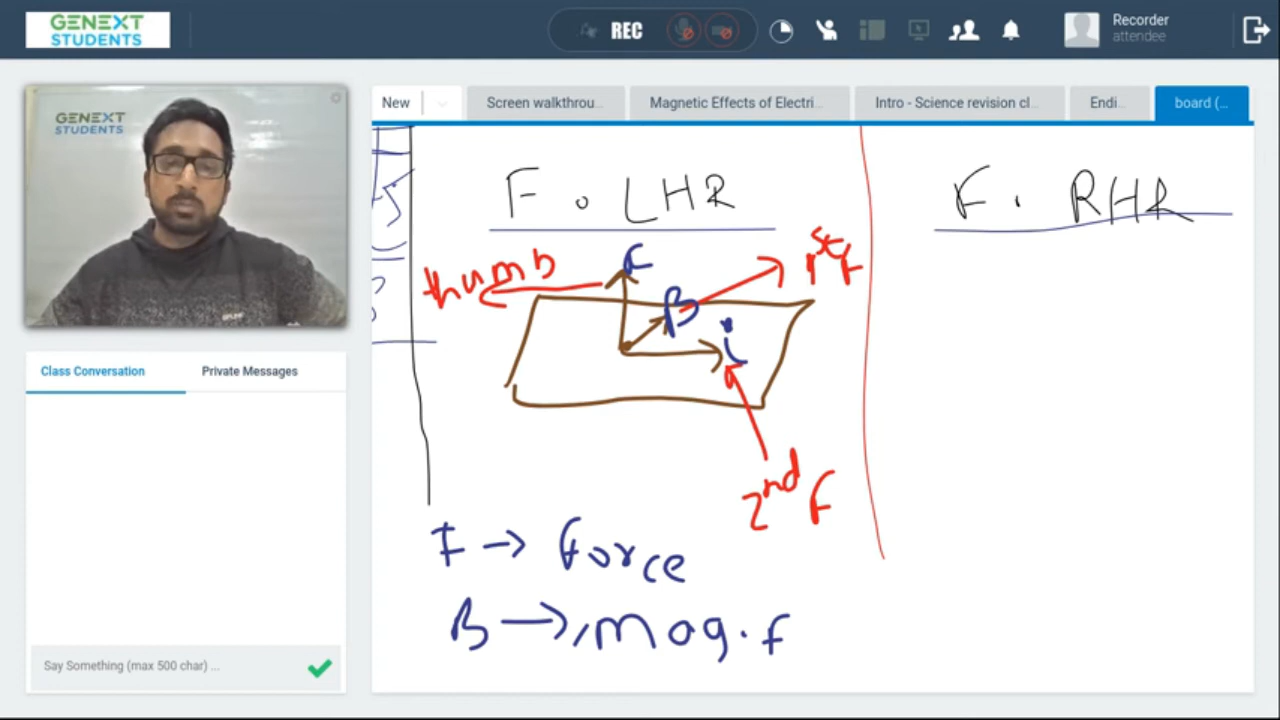 GENEXT
STUDENTS
REC
Recorder
attendee
New
Screen walkthrou...
Magnetic Effects of Electri...
Intro - Science revision cl...
Endi...
board (...
GENEXT
STUDENTS
F. LHR
F. RHR
thumb
F
B
1st F
i
2nd F
F → Force
B → mag. f
Class Conversation
Private Messages
Say Something (max 500 char) ...